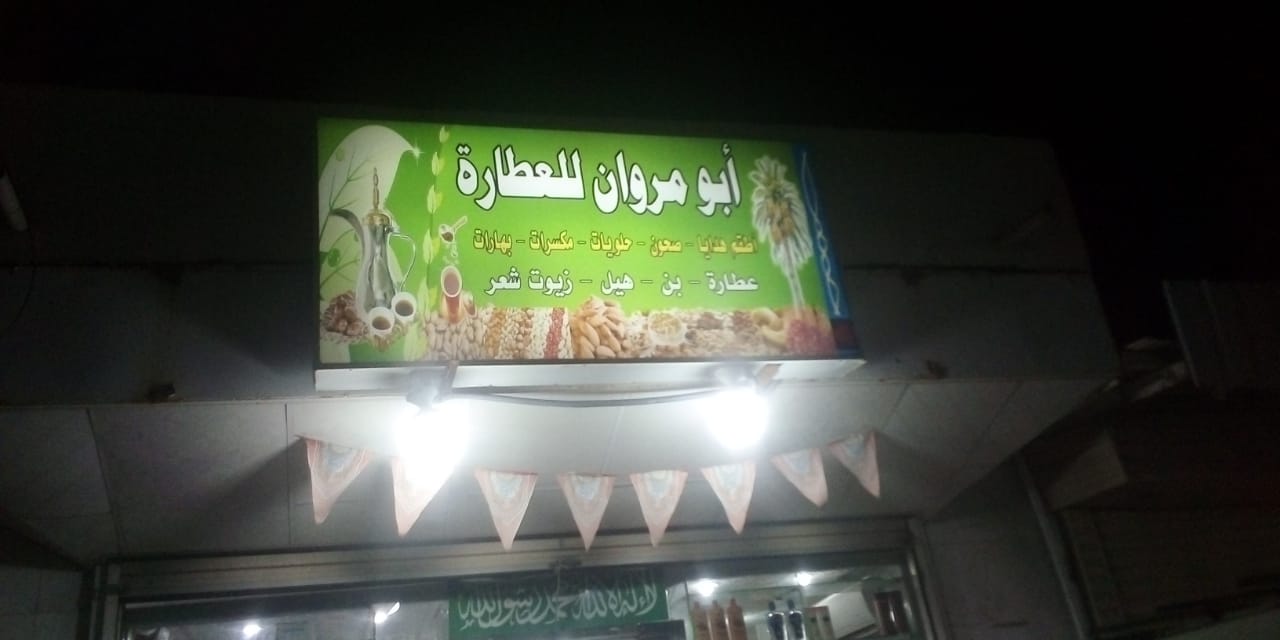 أبو مروان للعطارة
أطقم هدايا - صحون - حلويات - مكسرات - بهارات
عطارة - بن - هيل - زيوت شعر
لا إله إلا الله محمد رسول الله